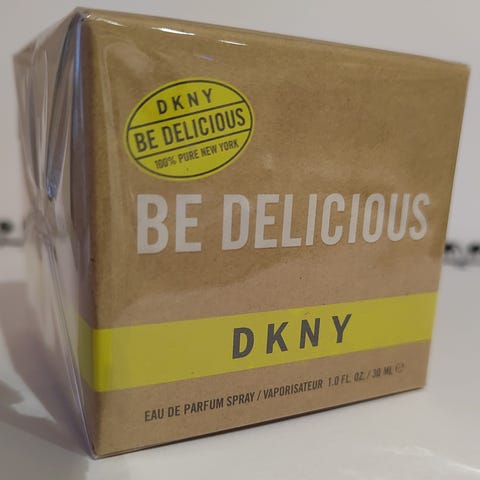 DKNY
BE DELICIOUS
100% PURE NEW YORK
BE DELICIOUS
DKNY
EAU DE PARFUM SPRAY / VAPORISATEUR 1.0 FL. OZ. / 30 ML ℮